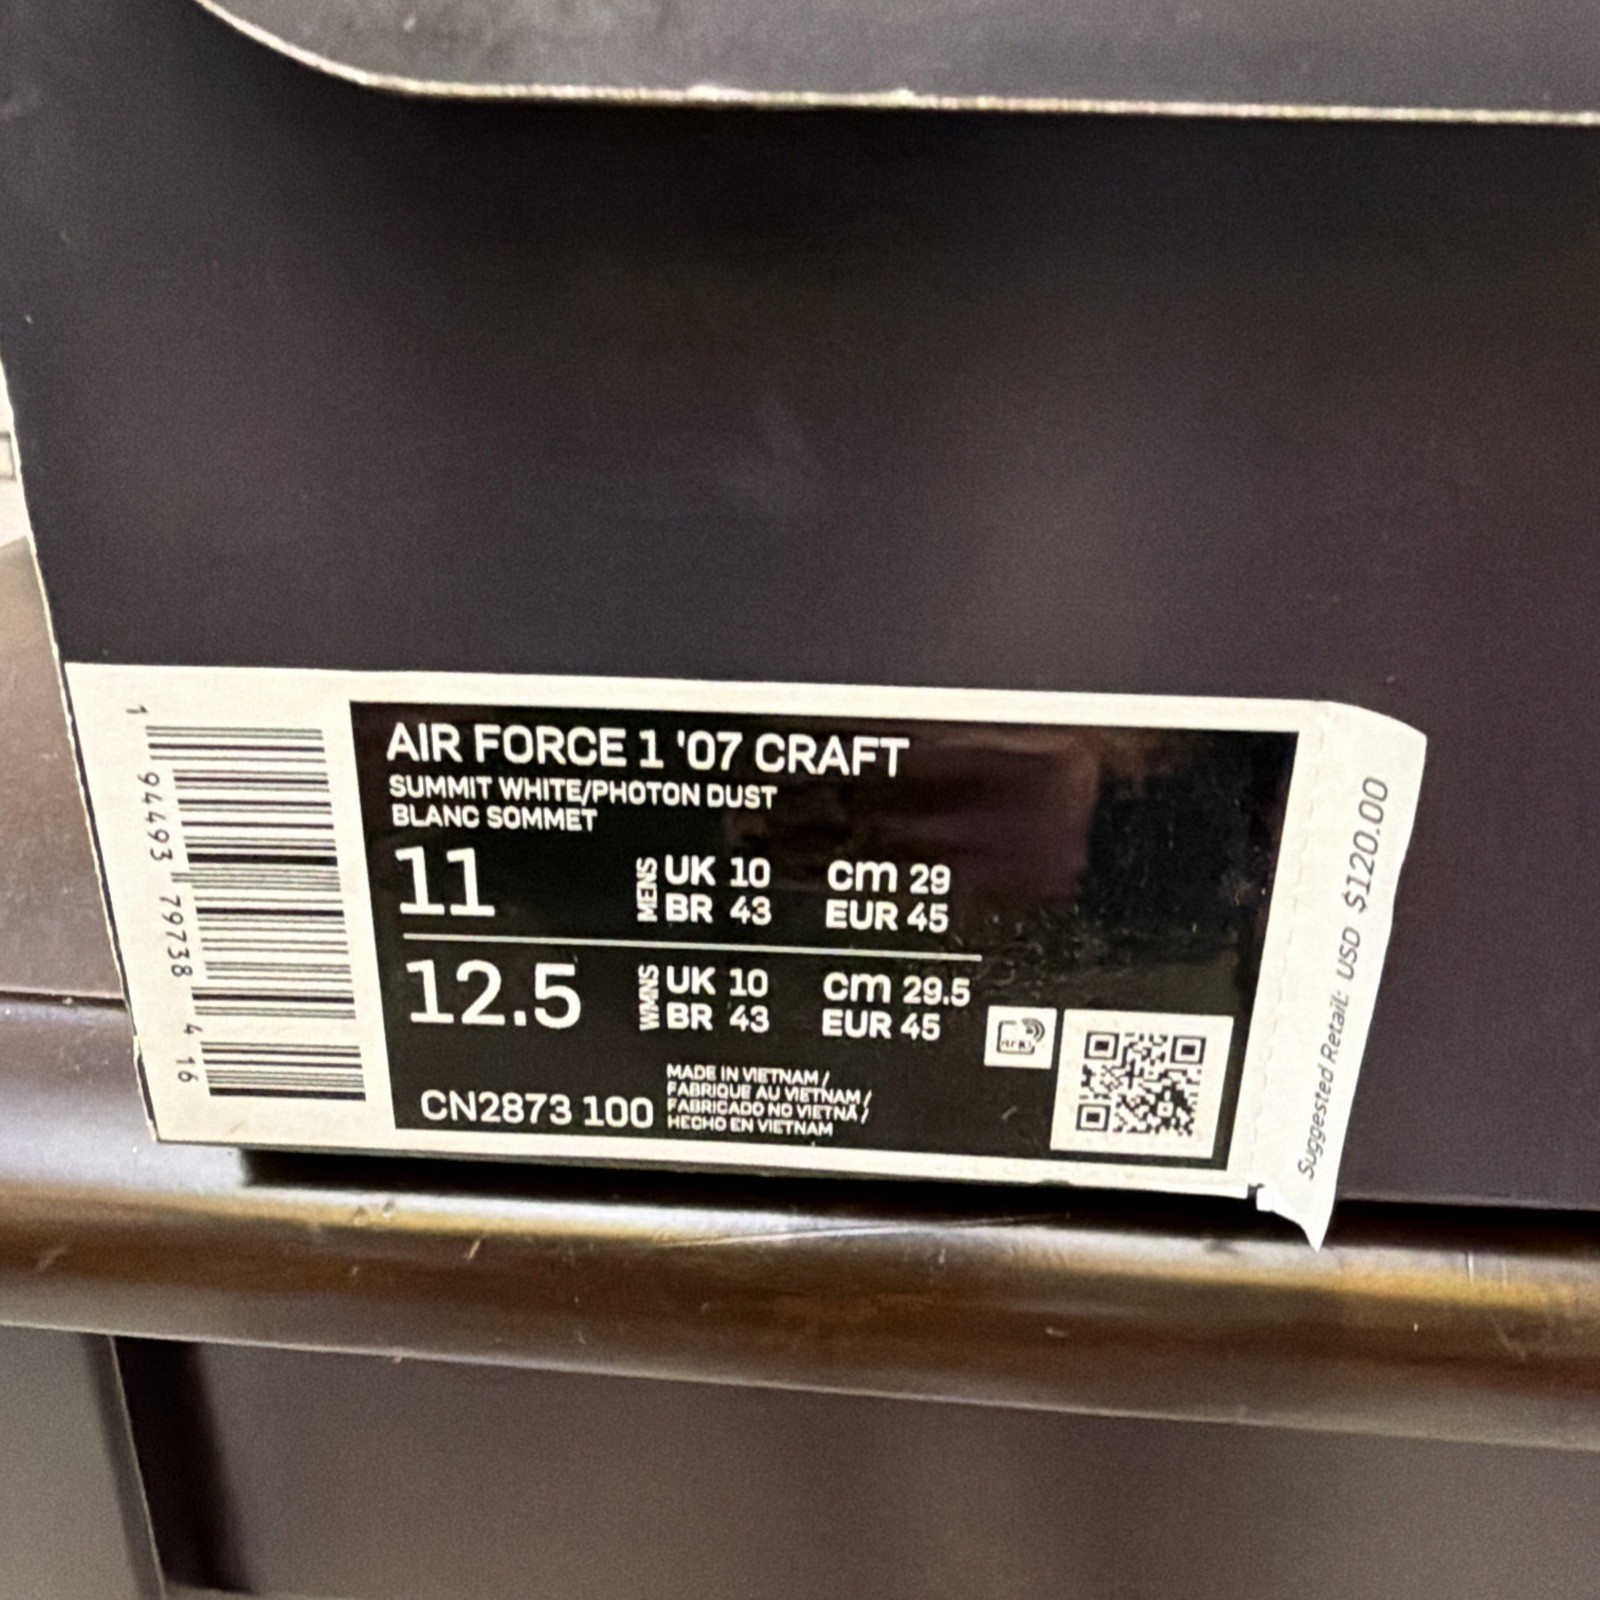 1 94493 79738 4 16
AIR FORCE 1 '07 CRAFT
SUMMIT WHITE/PHOTON DUST
BLANC SOMMET
11 MENS UK 10 cm 29
BR 43 EUR 45
12.5 WMNS UK 10 cm 29.5
BR 43 EUR 45
CN2873 100
MADE IN VIETNAM /
FABRIQUE AU VIETNAM /
FABRICADO NO VIETNÃ /
HECHO EN VIETNAM
Suggested Retail: USD $120.00